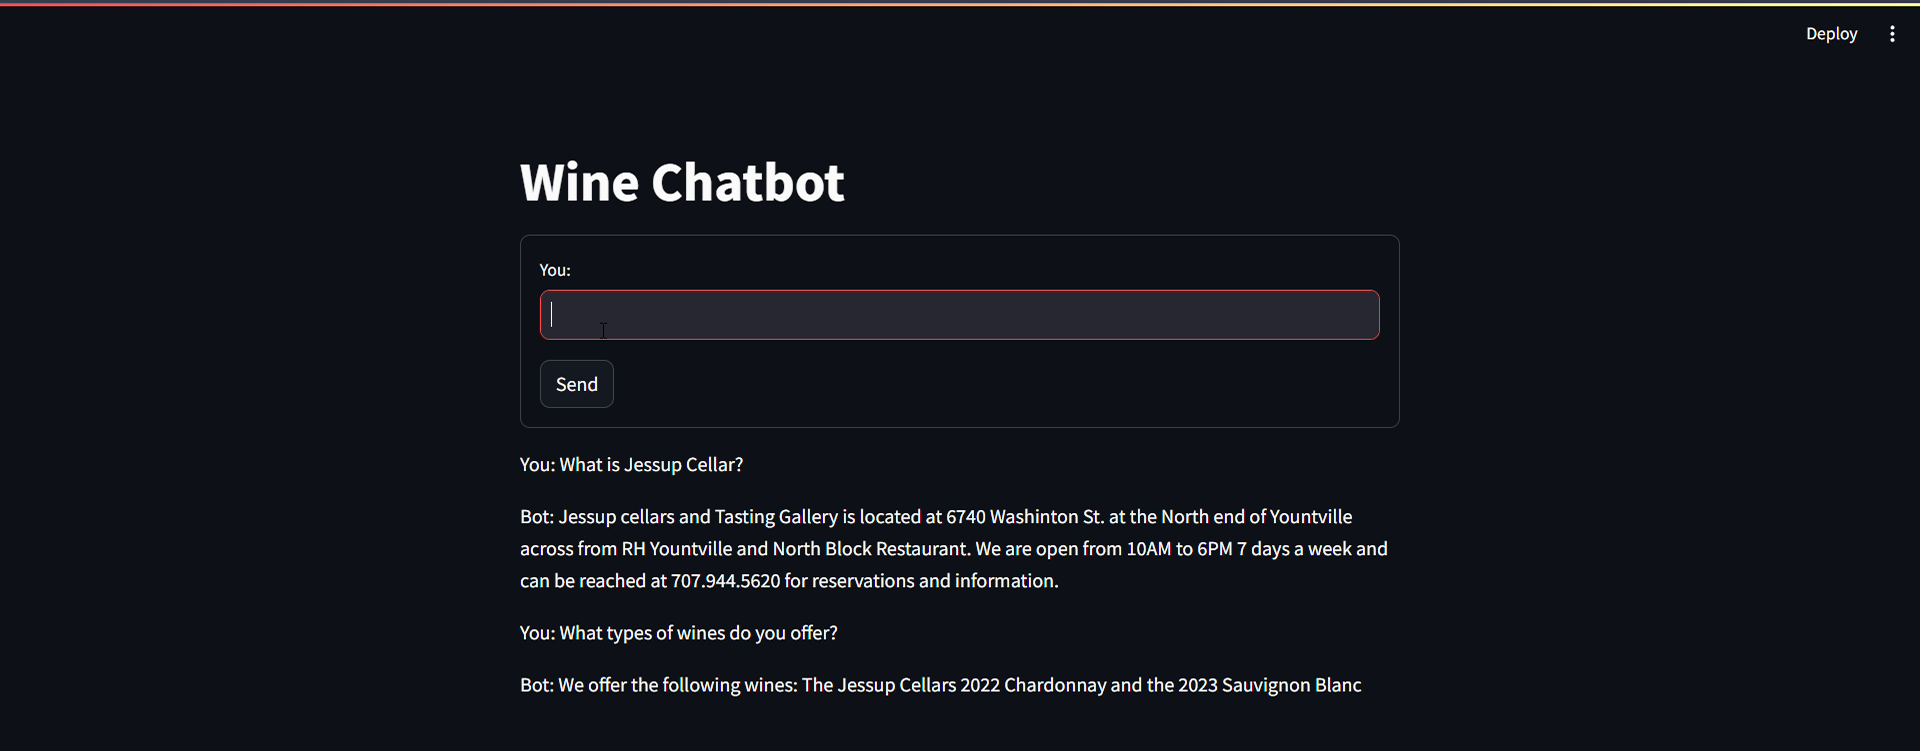 Deploy
Wine Chatbot
You:
Send
You: What is Jessup Cellar?
Bot: Jessup cellars and Tasting Gallery is located at 6740 Washinton St. at the North end of Yountville
across from RH Yountville and North Block Restaurant. We are open from 10AM to 6PM 7 days a week and
can be reached at 707.944.5620 for reservations and information.
You: What types of wines do you offer?
Bot: We offer the following wines: The Jessup Cellars 2022 Chardonnay and the 2023 Sauvignon Blanc